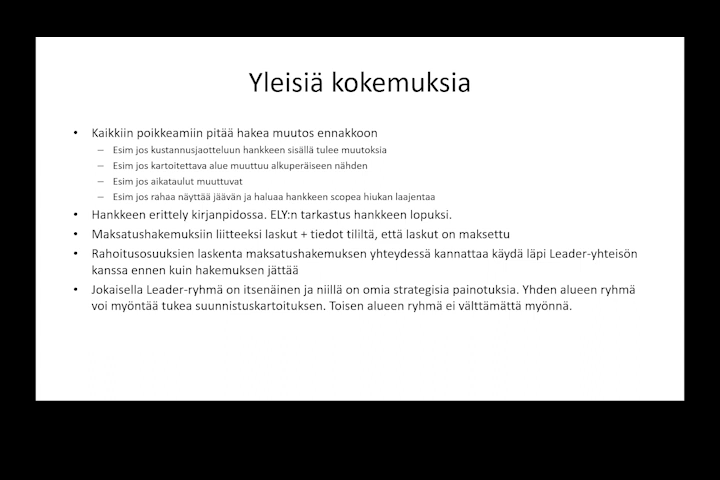 Yleisiä kokemuksia
• Kaikkiin poikkeamiin pitää hakea muutos ennakkoon
– Esim jos kustannusjaotteluun hankkeen sisällä tulee muutoksia
– Esim jos kartoitettava alue muuttuu alkuperäiseen nähden
– Esim jos aikataulut muuttuvat
– Esim jos rahaa näyttää jäävän ja haluaa hankkeen scopea hiukan laajentaa
• Hankkeen erittely kirjanpidossa. ELY:n tarkastus hankkeen lopuksi.
• Maksatushakemuksiin liitteeksi laskut + tiedot tililtä, että laskut on maksettu
• Rahoitusosuuksien laskenta maksatushakemuksen yhteydessä kannattaa käydä läpi Leader-yhteisön
kanssa ennen kuin hakemuksen jättää
• Jokaisella Leader-ryhmä on itsenäinen ja niillä on omia strategisia painotuksia. Yhden alueen ryhmä
voi myöntää tukea suunnistuskartoituksen. Toisen alueen ryhmä ei välttämättä myönnä.